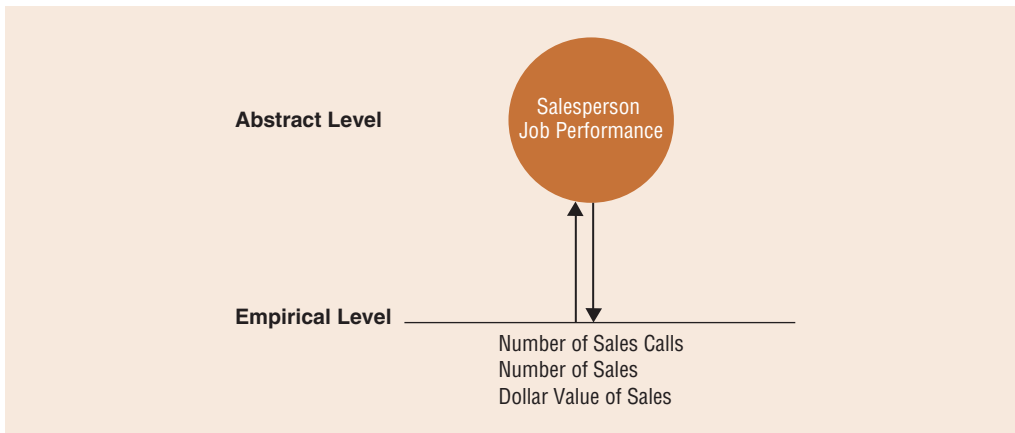 Abstract Level
Salesperson
Job Performance
Empirical Level
Number of Sales Calls
Number of Sales
Dollar Value of Sales